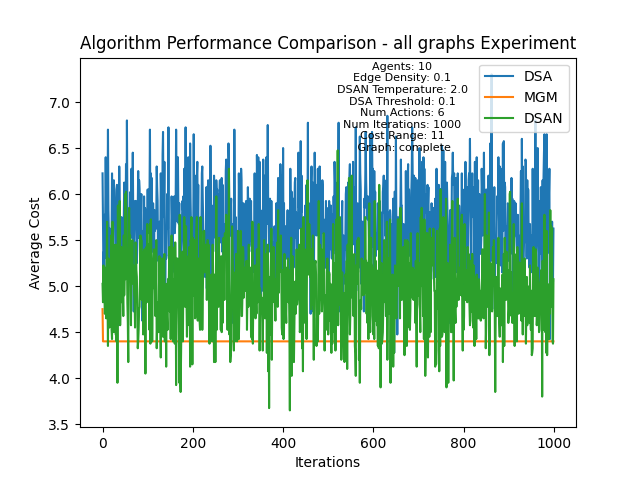 Algorithm Performance Comparison - all graphs Experiment
Agents: 10
Edge Density: 0.1
DSAN Temperature: 2.0
DSA Threshold: 0.1
Num Actions: 6
Num Iterations: 1000
Cost Range: 11
Graph: complete
DSA
MGM
DSAN
Average Cost
7.0
6.5
6.0
5.5
5.0
4.5
4.0
3.5
0 200 400 600 800 1000
Iterations